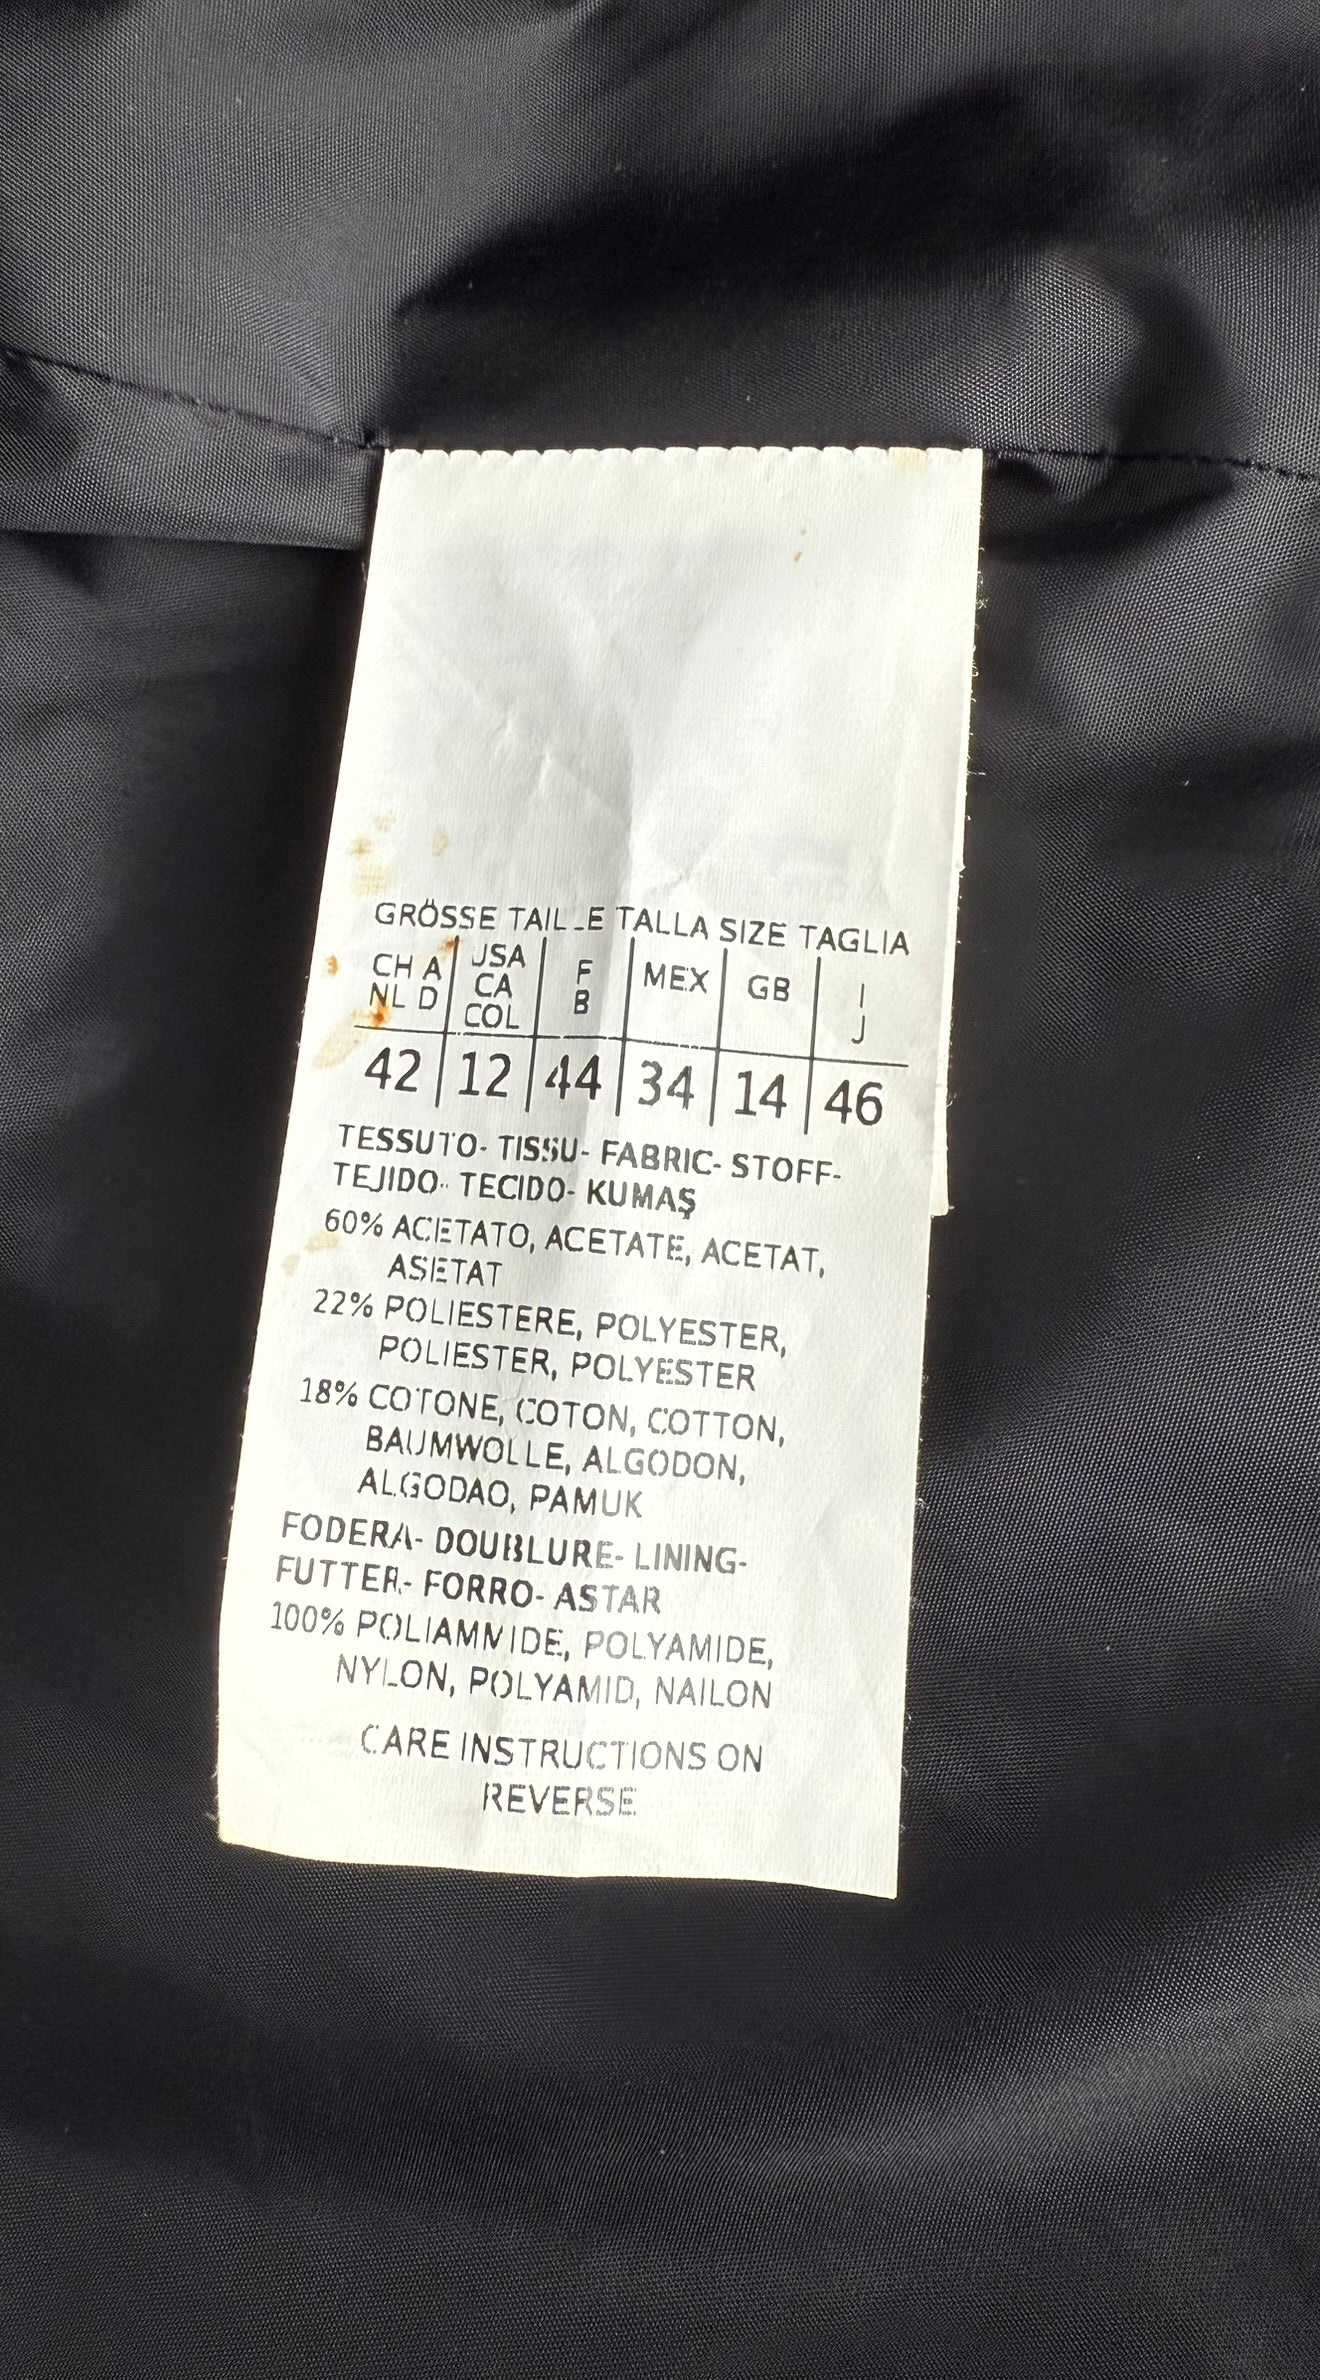 GRÖSSE TAILLE TALLA SIZE TAGLIA
CH A USA F MEX GB I
NL D CA B J
COL
42 12 44 34 14 46
TESSUTO- TISSU- FABRIC- STOFF-
TEJIDO- TECIDO- KUMAŞ
60% ACETATO, ACETATE, ACETAT,
ASETAT
22% POLIESTERE, POLYESTER,
POLIESTER, POLYESTER
18% COTONE, COTON, COTTON,
BAUMWOLLE, ALGODON,
ALGODAO, PAMUK
FODERA- DOUBLURE- LINING-
FUTTER- FORRO- ASTAR
100% POLIAMMIDE, POLYAMIDE,
NYLON, POLYAMID, NAILON
CARE INSTRUCTIONS ON
REVERSE